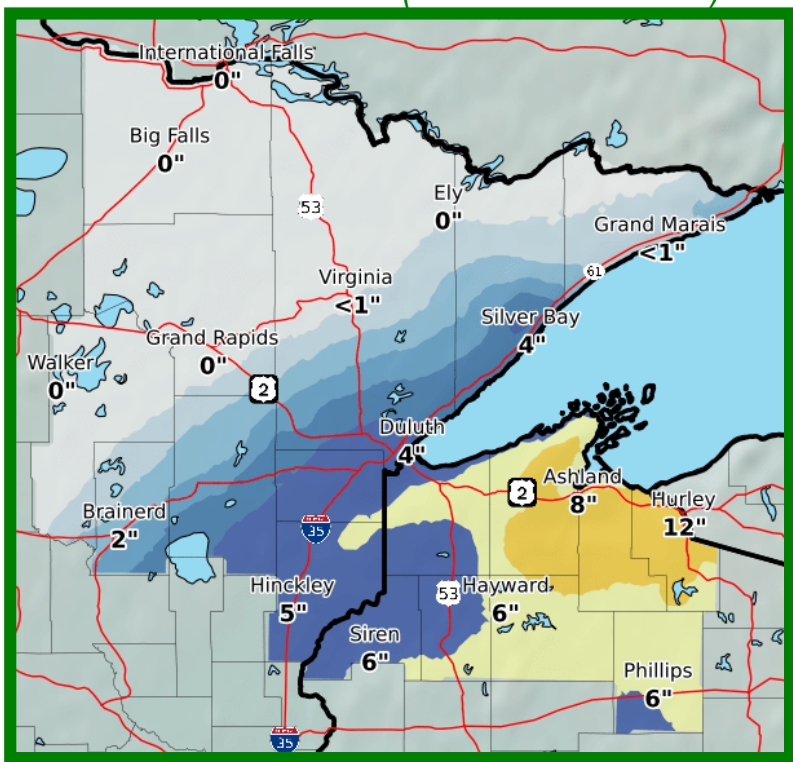 International Falls
0"
Big Falls
0"
53
Ely
0"
Grand Marais
<1"
61
Virginia
<1"
Silver Bay
4"
Grand Rapids
0"
Walker
0"
2
Duluth
4"
Ashland
8"
2
Hurley
12"
Brainerd
2"
35
Hinckley
5"
53
Hayward
6"
Siren
6"
Phillips
6"
35